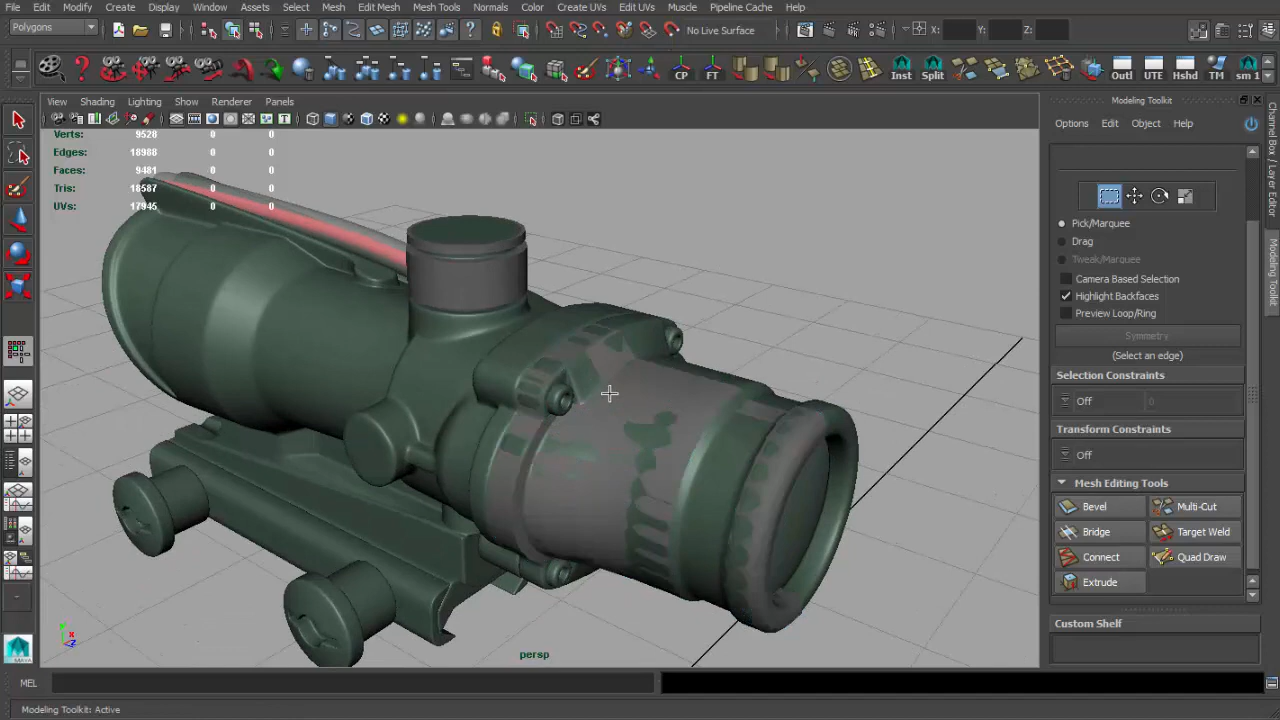 File Edit Modify Create Display Window Assets Select Mesh Edit Mesh Mesh Tools Normals Color Create UVs Edit UVs Muscle Pipeline Cache Help
Polygons No Live Surface X: Y: Z:
CP FT Inst Split Outl UTE Hshd TM sm 1
View Shading Lighting Show Renderer Panels
Modeling Toolkit
Options Edit Object Help
Verts: 9528 0 0
Edges: 18988 0 0
Faces: 9481 0 0
Tris: 18587 0 0
UVs: 17945 0 0
Pick/Marquee
Drag
Tweak/Marquee
Camera Based Selection
Highlight Backfaces
Preview Loop/Ring
Symmetry
(Select an edge)
Selection Constraints
Off 0
Transform Constraints
Off
Mesh Editing Tools
Bevel Multi-Cut
Bridge Target Weld
Connect Quad Draw
Extrude
Custom Shelf
Channel Box / Layer Editor
Modeling Toolkit
persp
MEL
Modeling Toolkit: Active